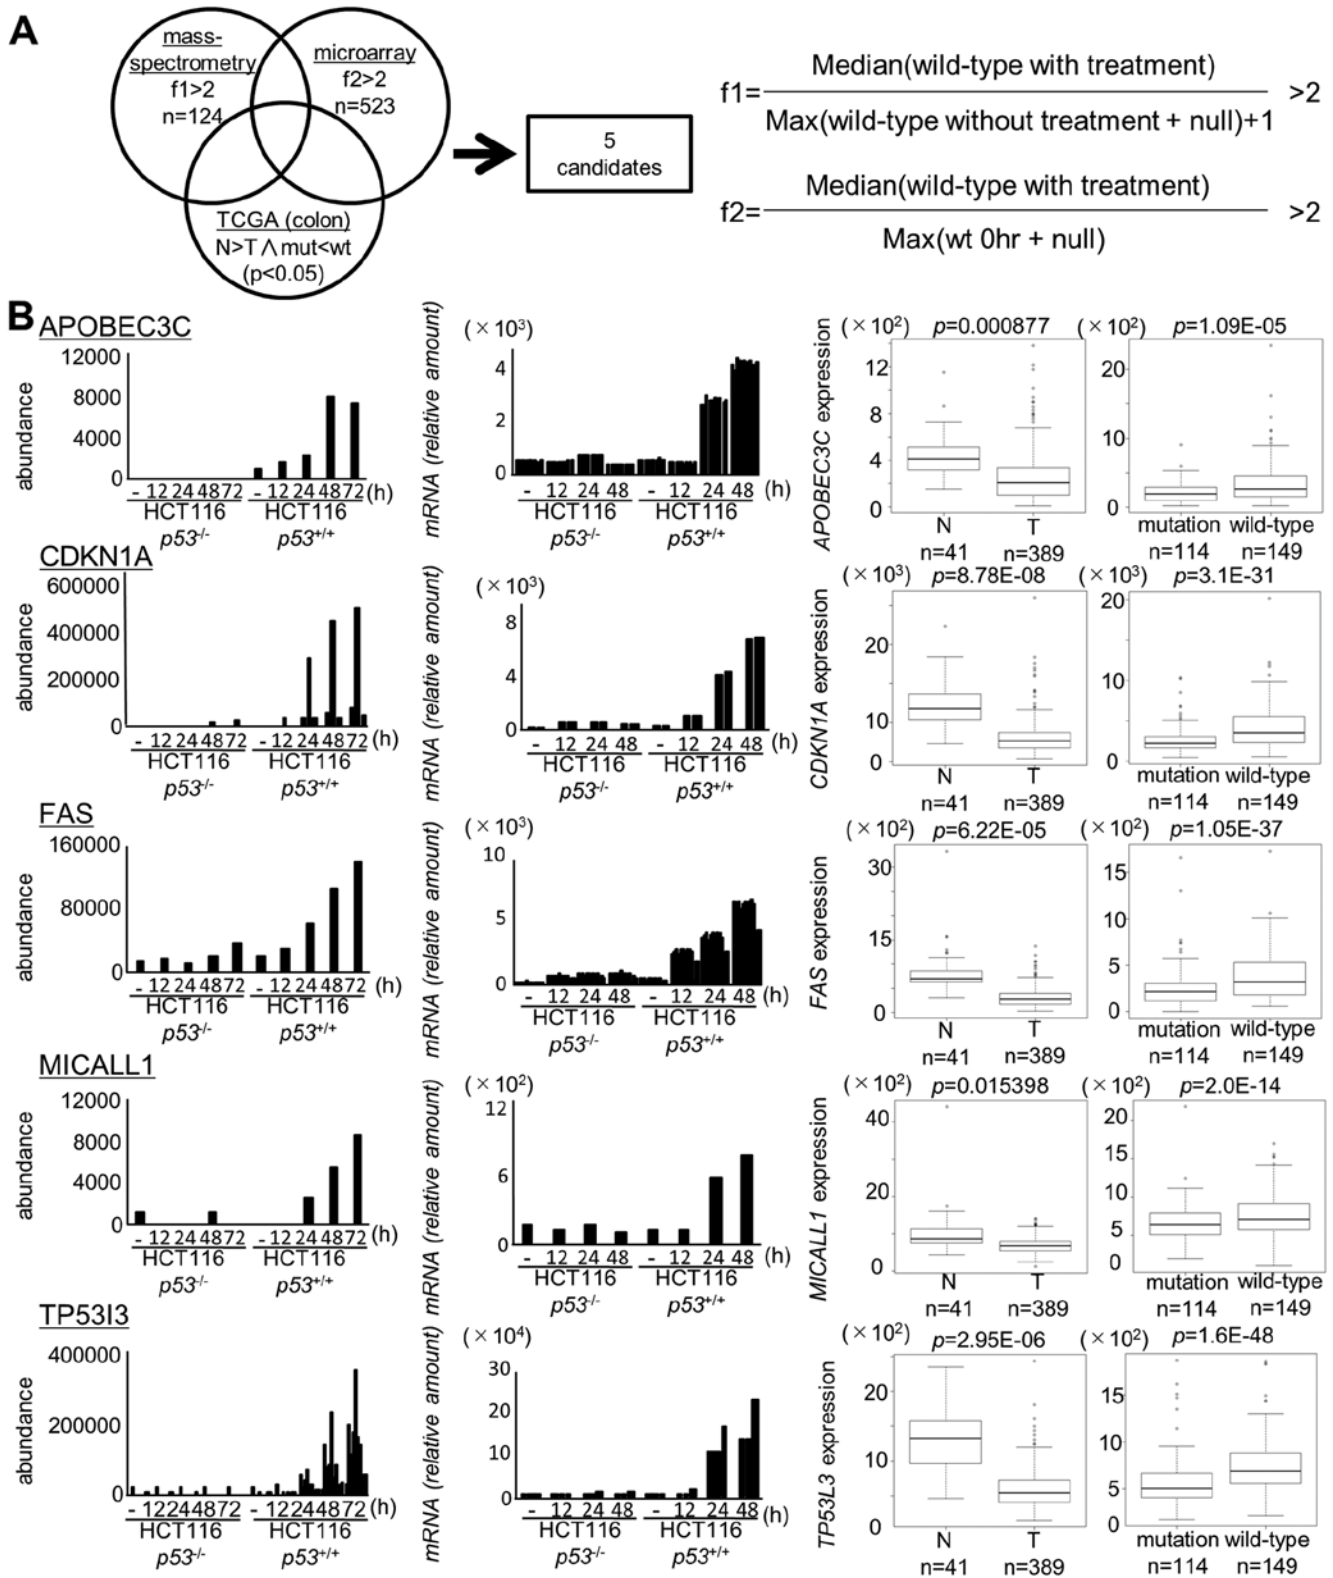 A
mass-
spectrometry
f1>2
n=124
microarray
f2>2
n=523
TCGA (colon)
N>T∧mut<wt
(p<0.05)
5
candidates
f1= Median(wild-type with treatment) >2
Max(wild-type without treatment + null)+1
f2= Median(wild-type with treatment) >2
Max(wt 0hr + null)
B
APOBEC3C
abundance
12000
8000
4000
0
- 12 24 4872 - 12 24 4872 (h)
HCT116 HCT116
p53-/- p53+/+
mRNA (relative amount)
(×10³)
4
2
0
- 12 24 48 - 12 24 48 (h)
HCT116 HCT116
p53-/- p53+/+
APOBEC3C expression
(×10²) p=0.000877
12
8
4
0
N T
n=41 n=389
(×10²) p=1.09E-05
20
10
0
mutation wild-type
n=114 n=149
CDKN1A
abundance
600000
400000
200000
0
- 12 24 4872 - 12 24 4872 (h)
HCT116 HCT116
p53-/- p53+/+
mRNA (relative amount)
(×10³)
8
4
0
- 12 24 48 - 12 24 48 (h)
HCT116 HCT116
p53-/- p53+/+
CDKN1A expression
(×10³) p=8.78E-08
20
10
0
N T
n=41 n=389
(×10³) p=3.1E-31
20
10
0
mutation wild-type
n=114 n=149
FAS
abundance
160000
80000
0
- 12 24 48 72 - 12 24 48 72 (h)
HCT116 HCT116
p53-/- p53+/+
mRNA (relative amount)
(×10³)
10
5
0
- 12 24 48 - 12 24 48 (h)
HCT116 HCT116
p53-/- p53+/+
FAS expression
(×10²) p=6.22E-05
30
15
0
N T
n=41 n=389
(×10²) p=1.05E-37
15
10
5
0
mutation wild-type
n=114 n=149
MICALL1
abundance
12000
8000
4000
0
- 12 24 48 72 - 12 24 48 72 (h)
HCT116 HCT116
p53-/- p53+/+
mRNA (relative amount)
(×10²)
12
6
0
- 12 24 48 - 12 24 48 (h)
HCT116 HCT116
p53-/- p53+/+
MICALL1 expression
(×10²) p=0.015398
40
20
0
N T
n=41 n=389
(×10²) p=2.0E-14
20
15
10
5
0
mutation wild-type
n=114 n=149
TP53I3
abundance
400000
200000
0
- 12244872 - 12 244872 (h)
HCT116 HCT116
p53-/- p53+/+
mRNA (relative amount)
(×10⁴)
30
20
10
0
- 12 24 48 - 12 24 48 (h)
HCT116 HCT116
p53-/- p53+/+
TP53L3 expression
(×10²) p=2.95E-06
20
10
0
N T
n=41 n=389
(×10²) p=1.6E-48
15
10
5
0
mutation wild-type
n=114 n=149